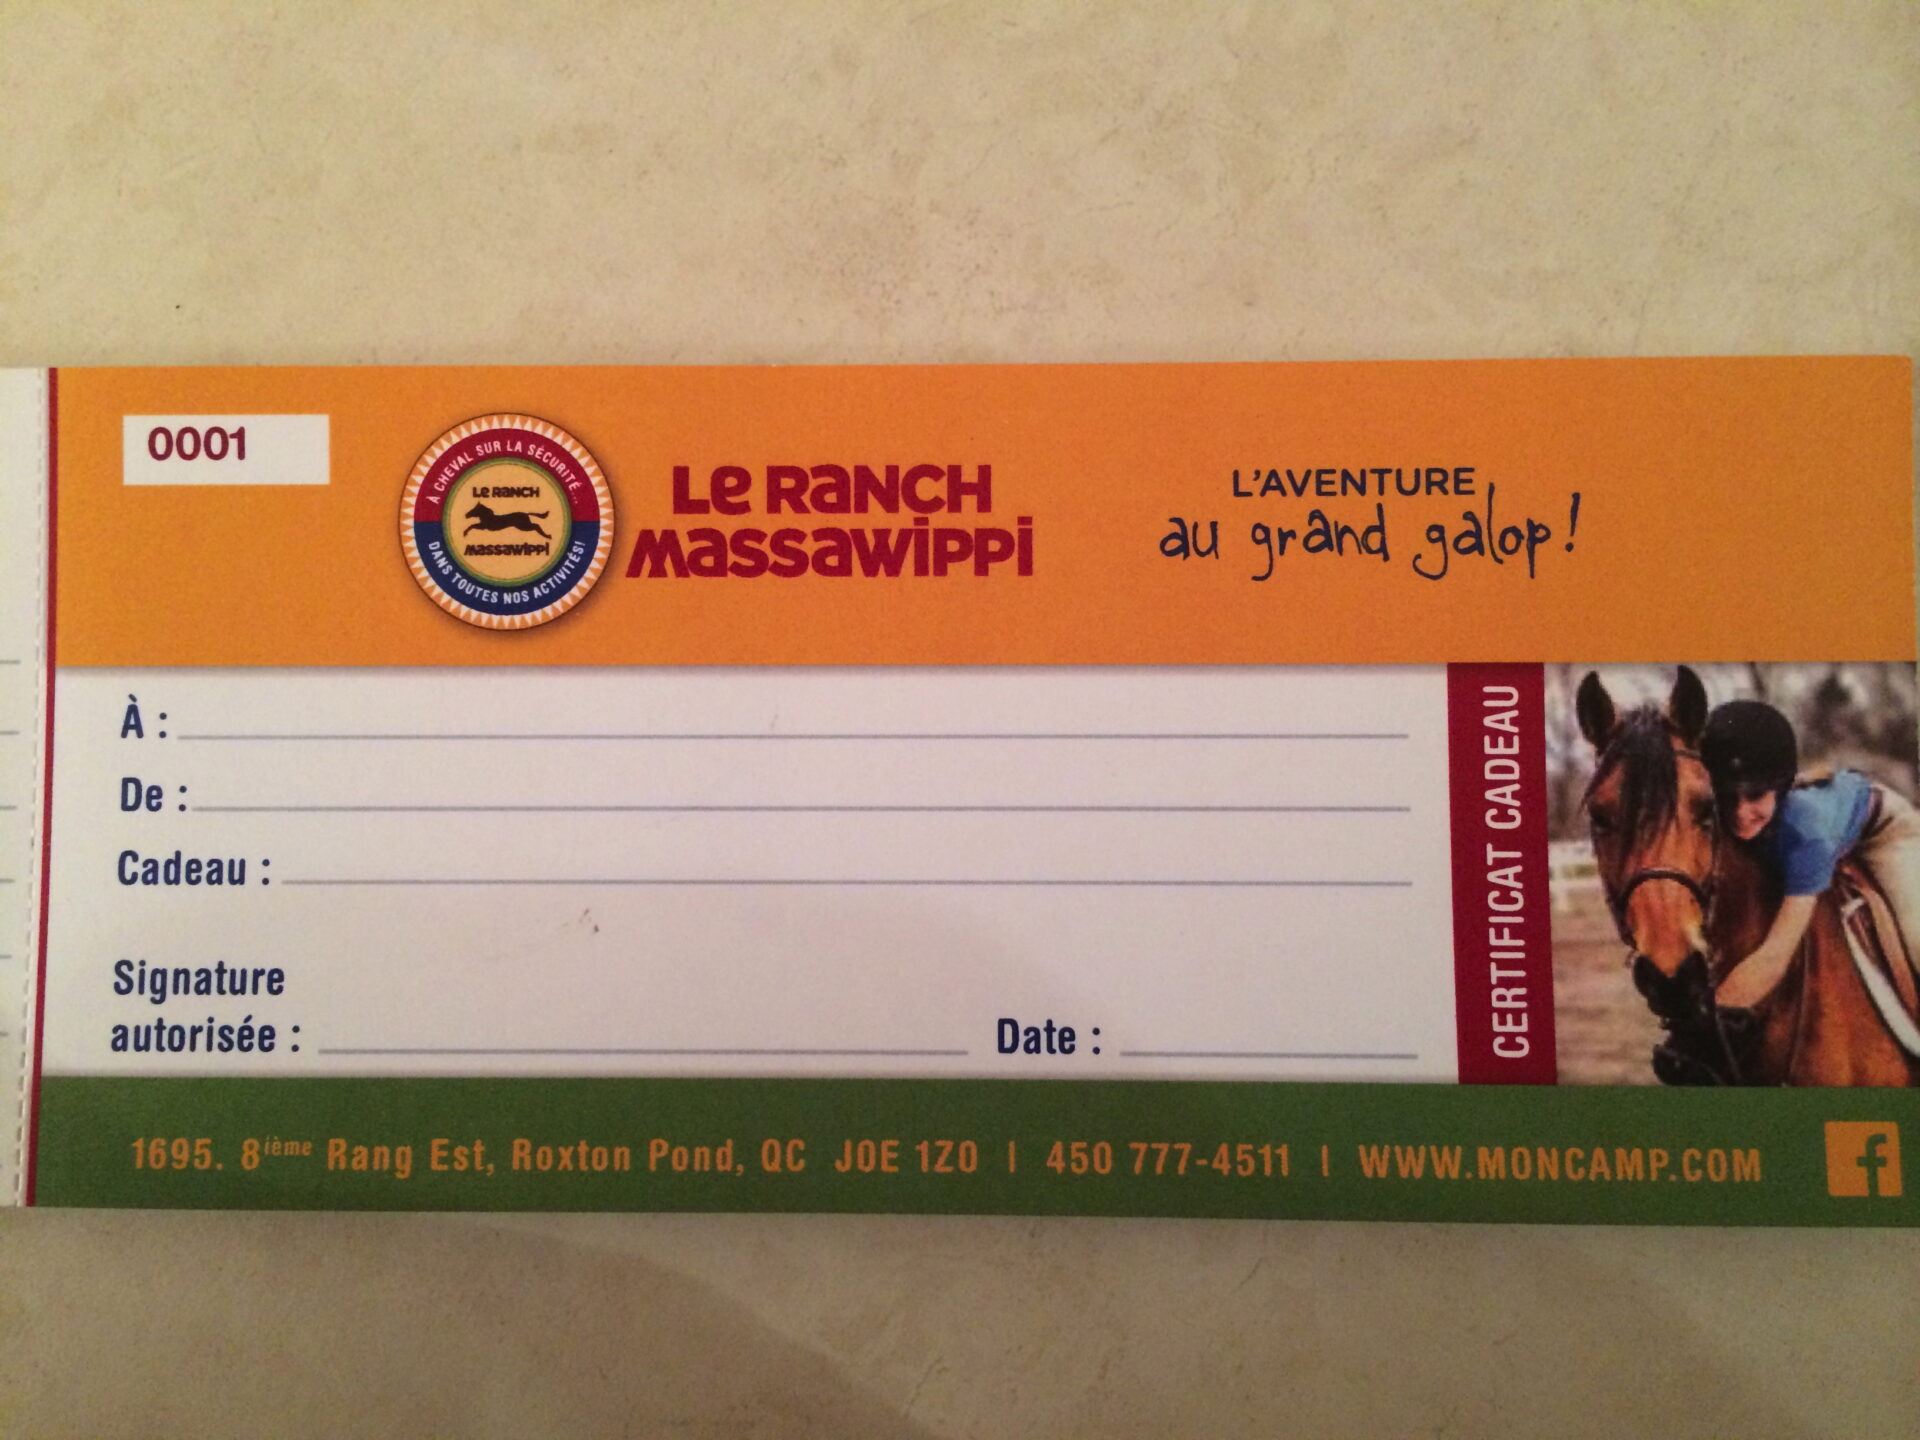 0001
À CHEVAL SUR LA SÉCURITÉ...
LE RANCH
MASSAWIPPI
DANS TOUTES NOS ACTIVITÉS!
Le RaNCH
MassaWiPPi
L'AVENTURE
au grand galop!
À :
De :
Cadeau :
Signature
autorisée :
Date :
CERTIFICAT CADEAU
1695. 8ième Rang Est, Roxton Pond, QC JOE 1Z0 | 450 777-4511 | WWW.MONCAMP.COM
f